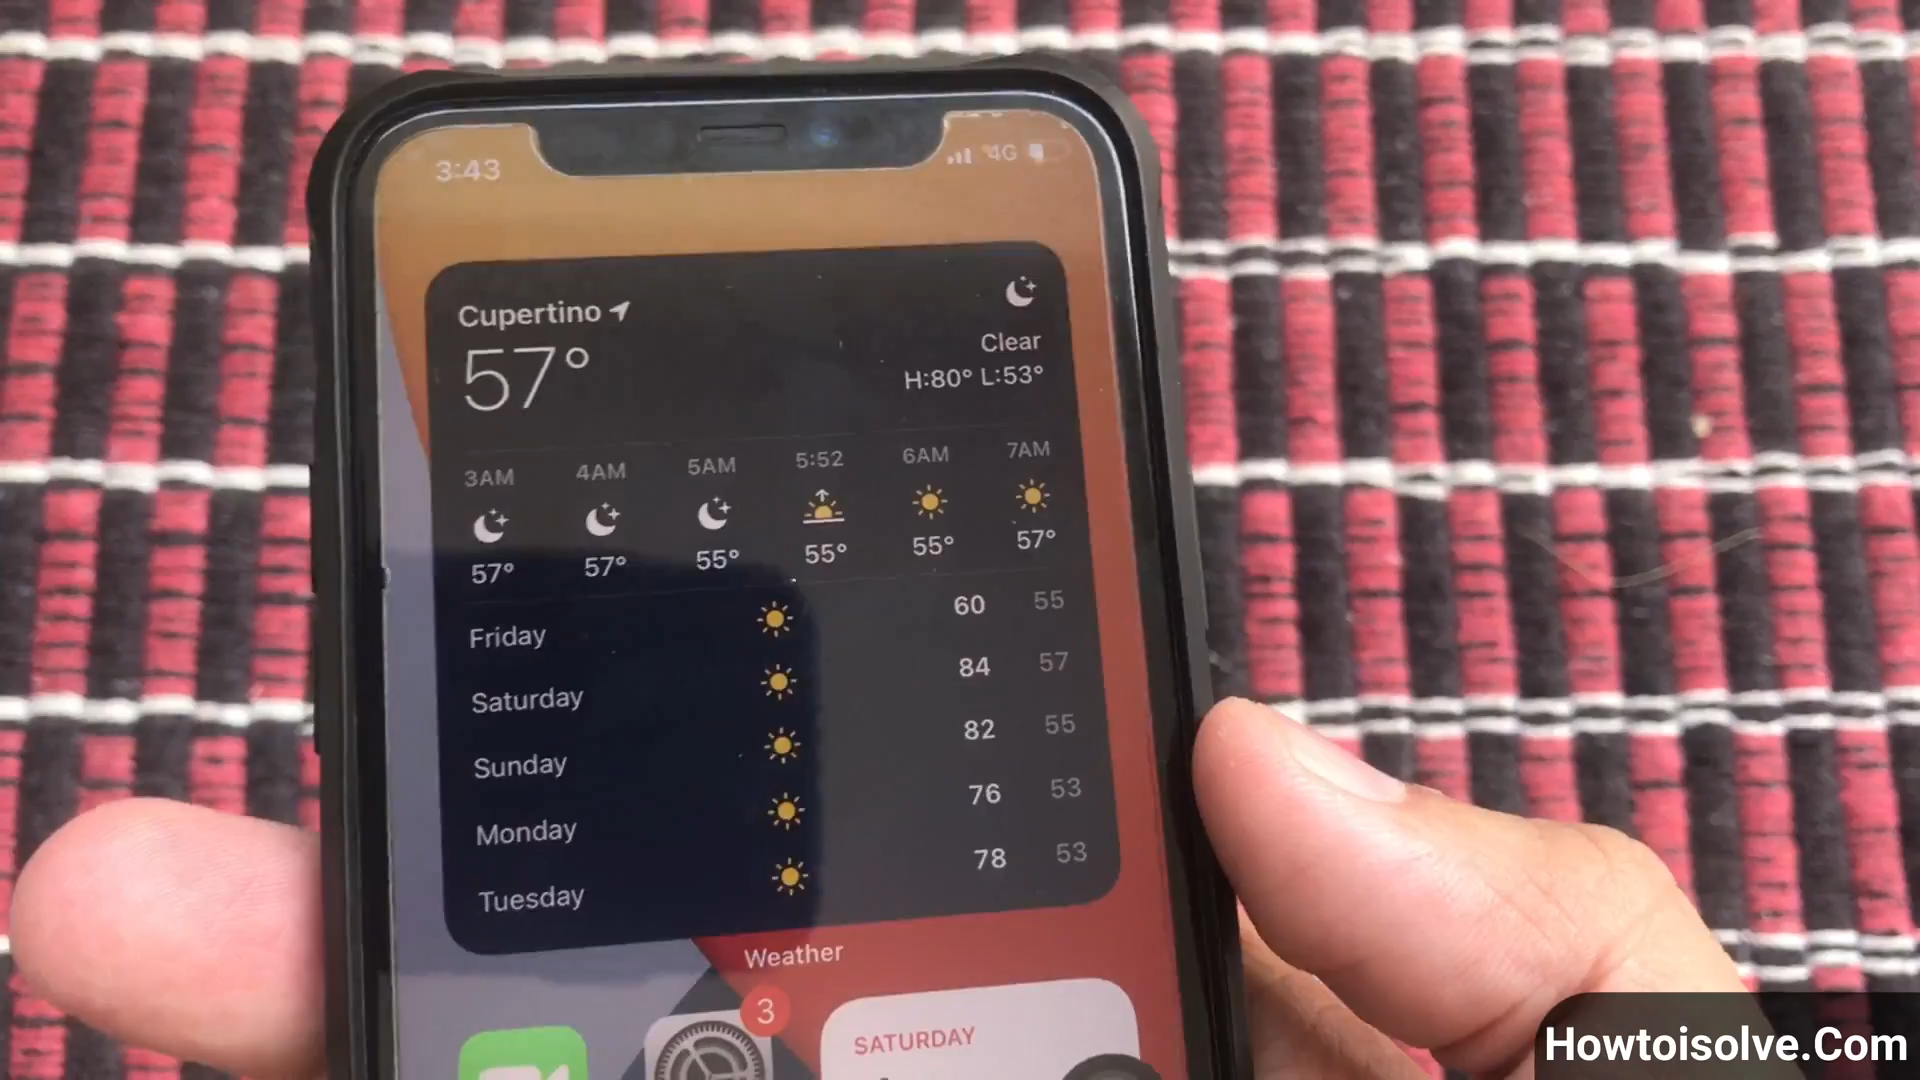 3:43
4G
Cupertino
57°
Clear
H:80° L:53°
3AM 4AM 5AM 5:52 6AM 7AM
57° 57° 55° 55° 55° 57°
Friday 60 55
Saturday 84 57
Sunday 82 55
Monday 76 53
Tuesday 78 53
Weather
3
SATURDAY
Howtoisolve.Com